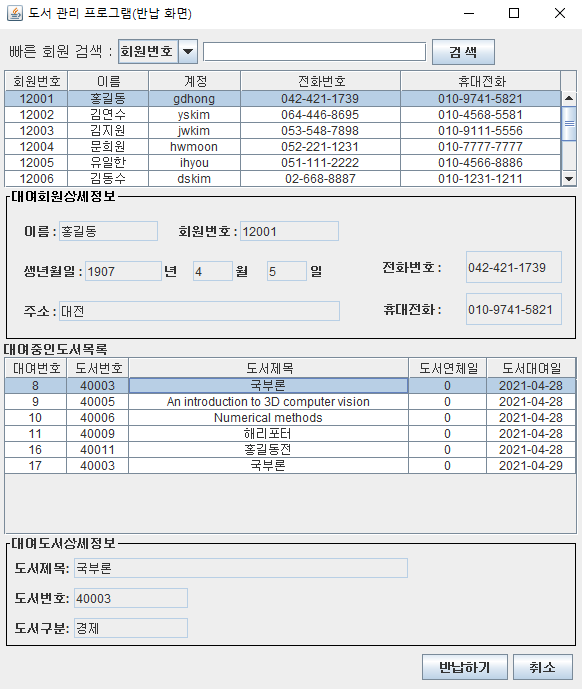 도서 관리 프로그램(반납 화면)
빠른 회원 검색 : 회원번호 검색
회원번호 이름 계정 전화번호 휴대전화
12001 홍길동 gdhong 042-421-1739 010-9741-5821
12002 김연수 yskim 064-446-8695 010-4568-5581
12003 김지원 jwkim 053-548-7898 010-9111-5556
12004 문희원 hwmoon 052-221-1231 010-7777-7777
12005 유일한 ihyou 051-111-2222 010-4566-8886
12006 김동수 dskim 02-668-8887 010-1231-1211
대여회원상세정보
이름 : 홍길동 회원번호 : 12001
생년월일 : 1907 년 4 월 5 일 전화번호 : 042-421-1739
주소 : 대전 휴대전화 : 010-9741-5821
대여중인도서목록
대여번호 도서번호 도서제목 도서연체일 도서대여일
8 40003 국부론 0 2021-04-28
9 40005 An introduction to 3D computer vision 0 2021-04-28
10 40006 Numerical methods 0 2021-04-28
11 40009 해리포터 0 2021-04-28
16 40011 홍길동전 0 2021-04-28
17 40003 국부론 0 2021-04-29
대여도서상세정보
도서제목: 국부론
도서번호: 40003
도서구분: 경제
반납하기 취소